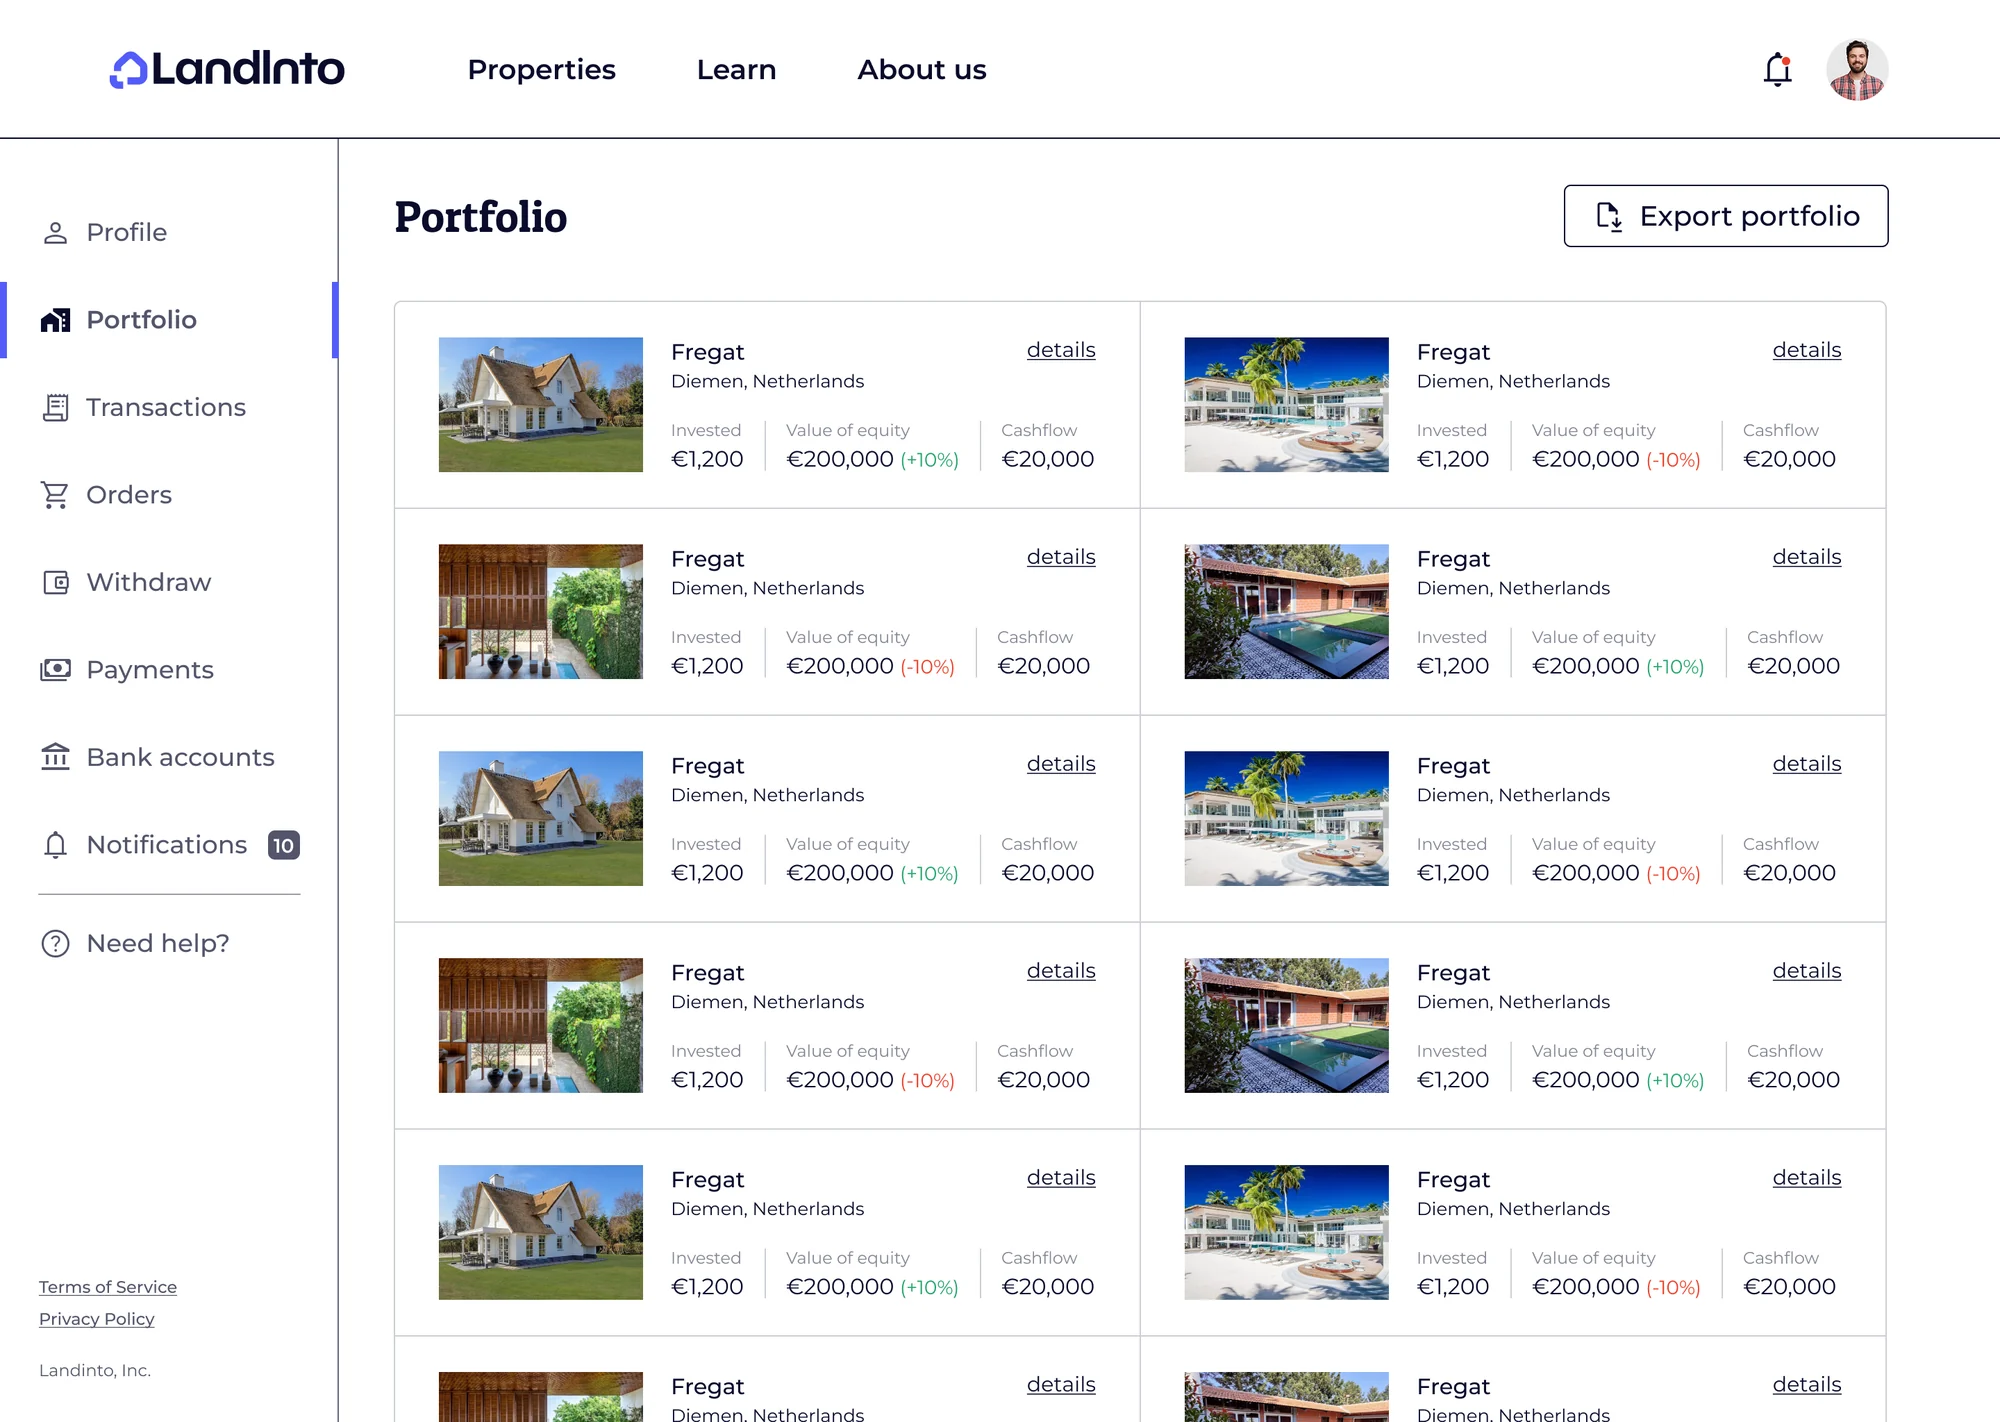 LandInto
Properties
Learn
About us
Profile
Portfolio
Transactions
Orders
Withdraw
Payments
Bank accounts
Notifications 10
Need help?
Terms of Service
Privacy Policy
Landinto, Inc.
Portfolio
Export portfolio
Fregat details
Diemen, Netherlands
Invested Value of equity Cashflow
€1,200 €200,000 (+10%) €20,000
Fregat details
Diemen, Netherlands
Invested Value of equity Cashflow
€1,200 €200,000 (-10%) €20,000
Fregat details
Diemen, Netherlands
Invested Value of equity Cashflow
€1,200 €200,000 (-10%) €20,000
Fregat details
Diemen, Netherlands
Invested Value of equity Cashflow
€1,200 €200,000 (+10%) €20,000
Fregat details
Diemen, Netherlands
Invested Value of equity Cashflow
€1,200 €200,000 (+10%) €20,000
Fregat details
Diemen, Netherlands
Invested Value of equity Cashflow
€1,200 €200,000 (-10%) €20,000
Fregat details
Diemen, Netherlands
Invested Value of equity Cashflow
€1,200 €200,000 (-10%) €20,000
Fregat details
Diemen, Netherlands
Invested Value of equity Cashflow
€1,200 €200,000 (+10%) €20,000
Fregat details
Diemen, Netherlands
Invested Value of equity Cashflow
€1,200 €200,000 (+10%) €20,000
Fregat details
Diemen, Netherlands
Invested Value of equity Cashflow
€1,200 €200,000 (-10%) €20,000
Fregat details
Diemen, Netherlands
Fregat details
Diemen, Netherlands